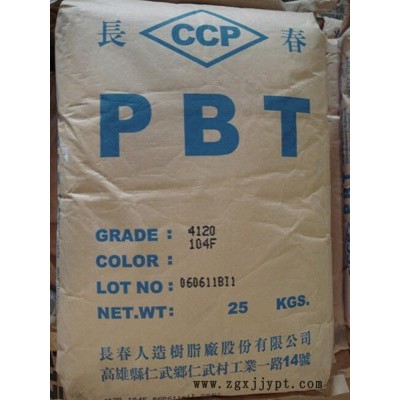 長 CCP 春
PBT
GRADE: 4120
104F
COLOR:
LOT NO: 060611BI1
NET.WT: 25 KGS.
長春人造樹脂廠股份有限公司
高雄縣仁武鄉仁武村工業一路14號
www.zgxjjypt.com